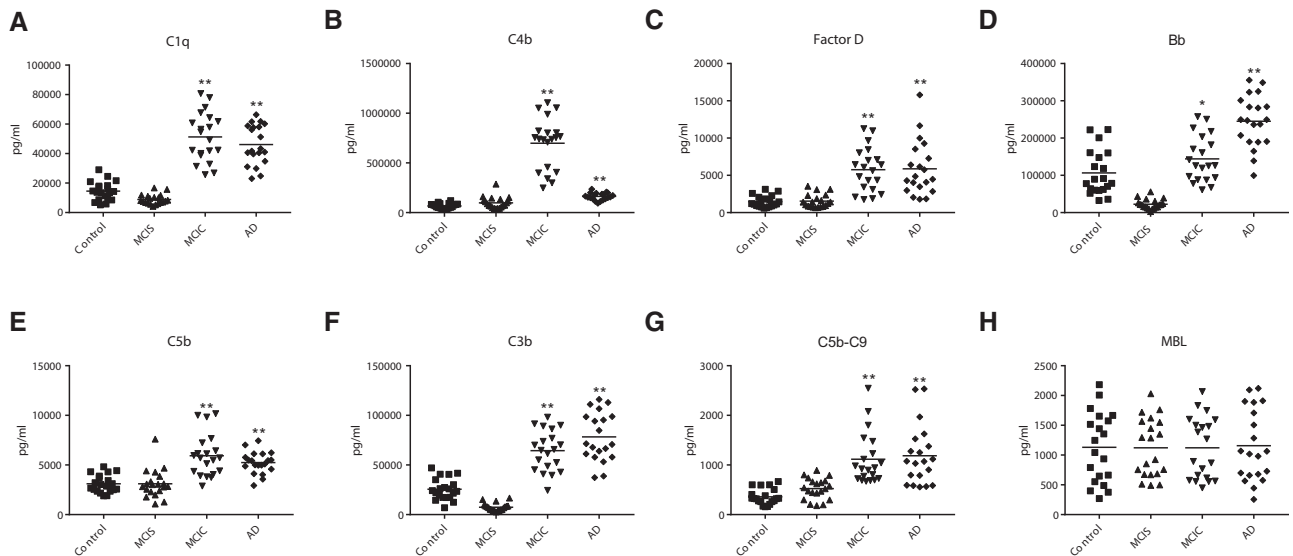 A
C1q
**
**
100000
80000
60000
40000
20000
0
pg/ml
Control
MCIS
MCIC
AD
B
C4b
**
**
1500000
1000000
500000
0
pg/ml
Control
MCIS
MCIC
AD
C
Factor D
**
**
20000
15000
10000
5000
0
pg/ml
Control
MCIS
MCIC
AD
D
Bb
*
**
400000
300000
200000
100000
0
pg/ml
Control
MCIS
MCIC
AD
E
C5b
**
**
15000
10000
5000
0
pg/ml
Control
MCIS
MCIC
AD
F
C3b
**
**
150000
100000
50000
0
pg/ml
Control
MCIS
MCIC
AD
G
C5b-C9
**
**
3000
2000
1000
0
pg/ml
Control
MCIS
MCIC
AD
H
MBL
2500
2000
1500
1000
500
0
pg/ml
Control
MCIS
MCIC
AD